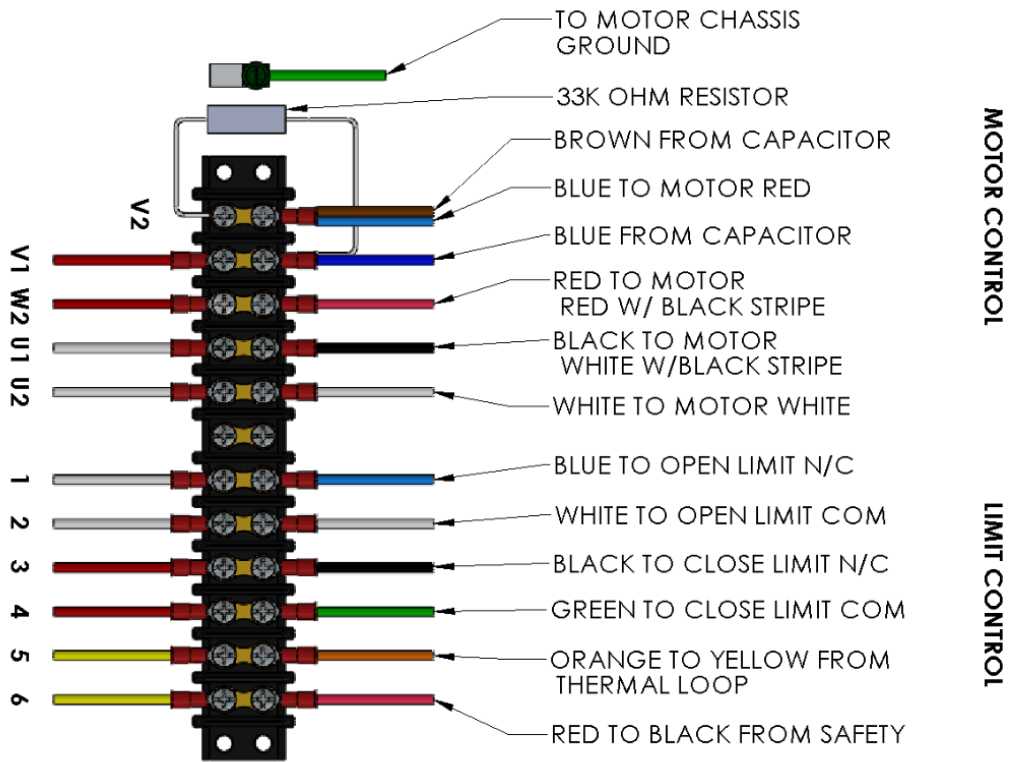 TO MOTOR CHASSIS
GROUND
33K OHM RESISTOR
BROWN FROM CAPACITOR
BLUE TO MOTOR RED
BLUE FROM CAPACITOR
RED TO MOTOR
RED W/ BLACK STRIPE
BLACK TO MOTOR
WHITE W/BLACK STRIPE
WHITE TO MOTOR WHITE
BLUE TO OPEN LIMIT N/C
WHITE TO OPEN LIMIT COM
BLACK TO CLOSE LIMIT N/C
GREEN TO CLOSE LIMIT COM
ORANGE TO YELLOW FROM
THERMAL LOOP
RED TO BLACK FROM SAFETY
V2
V1
W2
U1
U2
1
2
3
4
5
6
MOTOR CONTROL
LIMIT CONTROL